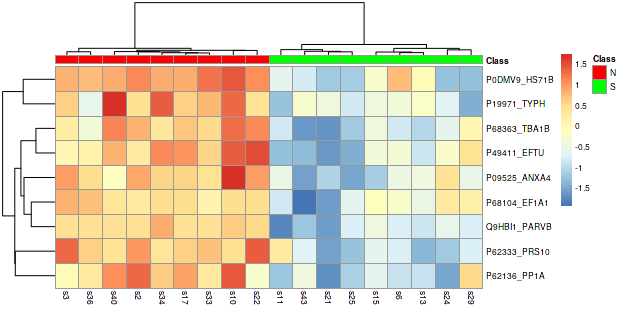 Class
P0DMV9_HS71B
P19971_TYPH
P68363_TBA1B
P49411_EFTU
P09525_ANXA4
P68104_EF1A1
Q9HBI1_PARVB
P62333_PRS10
P62136_PP1A
s3 s36 s40 s2 s34 s17 s33 s10 s22 s11 s43 s21 s25 s15 s6 s13 s24 s29
1.5
1
0.5
0
-0.5
-1
-1.5
Class
N
S